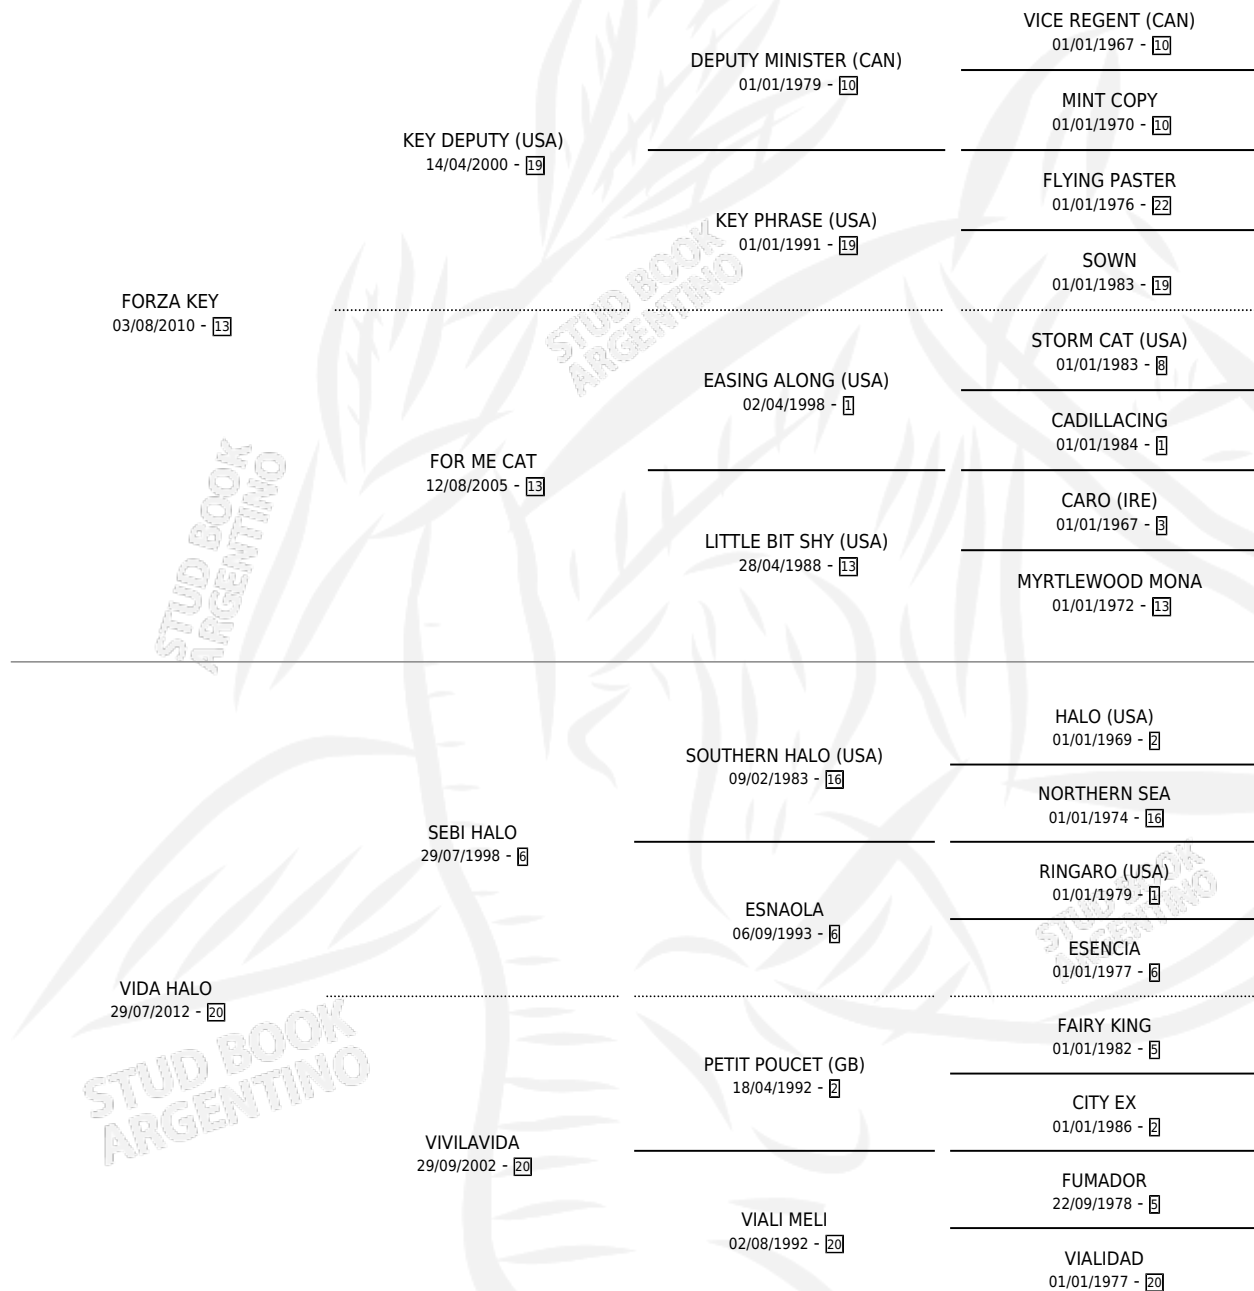 VICE REGENT (CAN)
01/01/1967 - 10
DEPUTY MINISTER (CAN)
01/01/1979 - 10
MINT COPY
01/01/1970 - 10
KEY DEPUTY (USA)
14/04/2000 - 19
FLYING PASTER
01/01/1976 - 22
KEY PHRASE (USA)
01/01/1991 - 19
SOWN
01/01/1983 - 19
FORZA KEY
03/08/2010 - 13
STORM CAT (USA)
01/01/1983 - 8
EASING ALONG (USA)
02/04/1998 - 1
CADILLACING
01/01/1984 - 1
FOR ME CAT
12/08/2005 - 13
CARO (IRE)
01/01/1967 - 3
LITTLE BIT SHY (USA)
28/04/1988 - 13
MYRTLEWOOD MONA
01/01/1972 - 13
HALO (USA)
01/01/1969 - 2
SOUTHERN HALO (USA)
09/02/1983 - 16
NORTHERN SEA
01/01/1974 - 16
SEBI HALO
29/07/1998 - 6
RINGARO (USA)
01/01/1979 - 1
ESNAOLA
06/09/1993 - 6
ESENCIA
01/01/1977 - 6
VIDA HALO
29/07/2012 - 20
FAIRY KING
01/01/1982 - 5
PETIT POUCET (GB)
18/04/1992 - 2
CITY EX
01/01/1986 - 2
VIVILAVIDA
29/09/2002 - 20
FUMADOR
22/09/1978 - 5
VIALI MELI
02/08/1992 - 20
VIALIDAD
01/01/1977 - 20
STUD BOOK
ARGENTINO
STUD BOOK
ARGENTINO
STUD BOOK
ARGENTINO
STUD BOOK
ARGENTINO